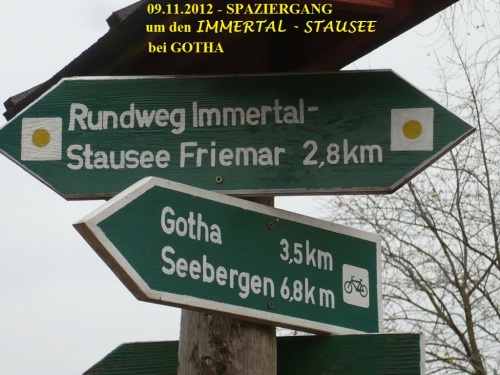 09.11.2012 - SPAZIERGANG
um den IMMERTAL - STAUSEE
bei GOTHA
Rundweg Immertal-
Stausee Friemar 2,8km
Gotha 3,5km
Seebergen 6,8km